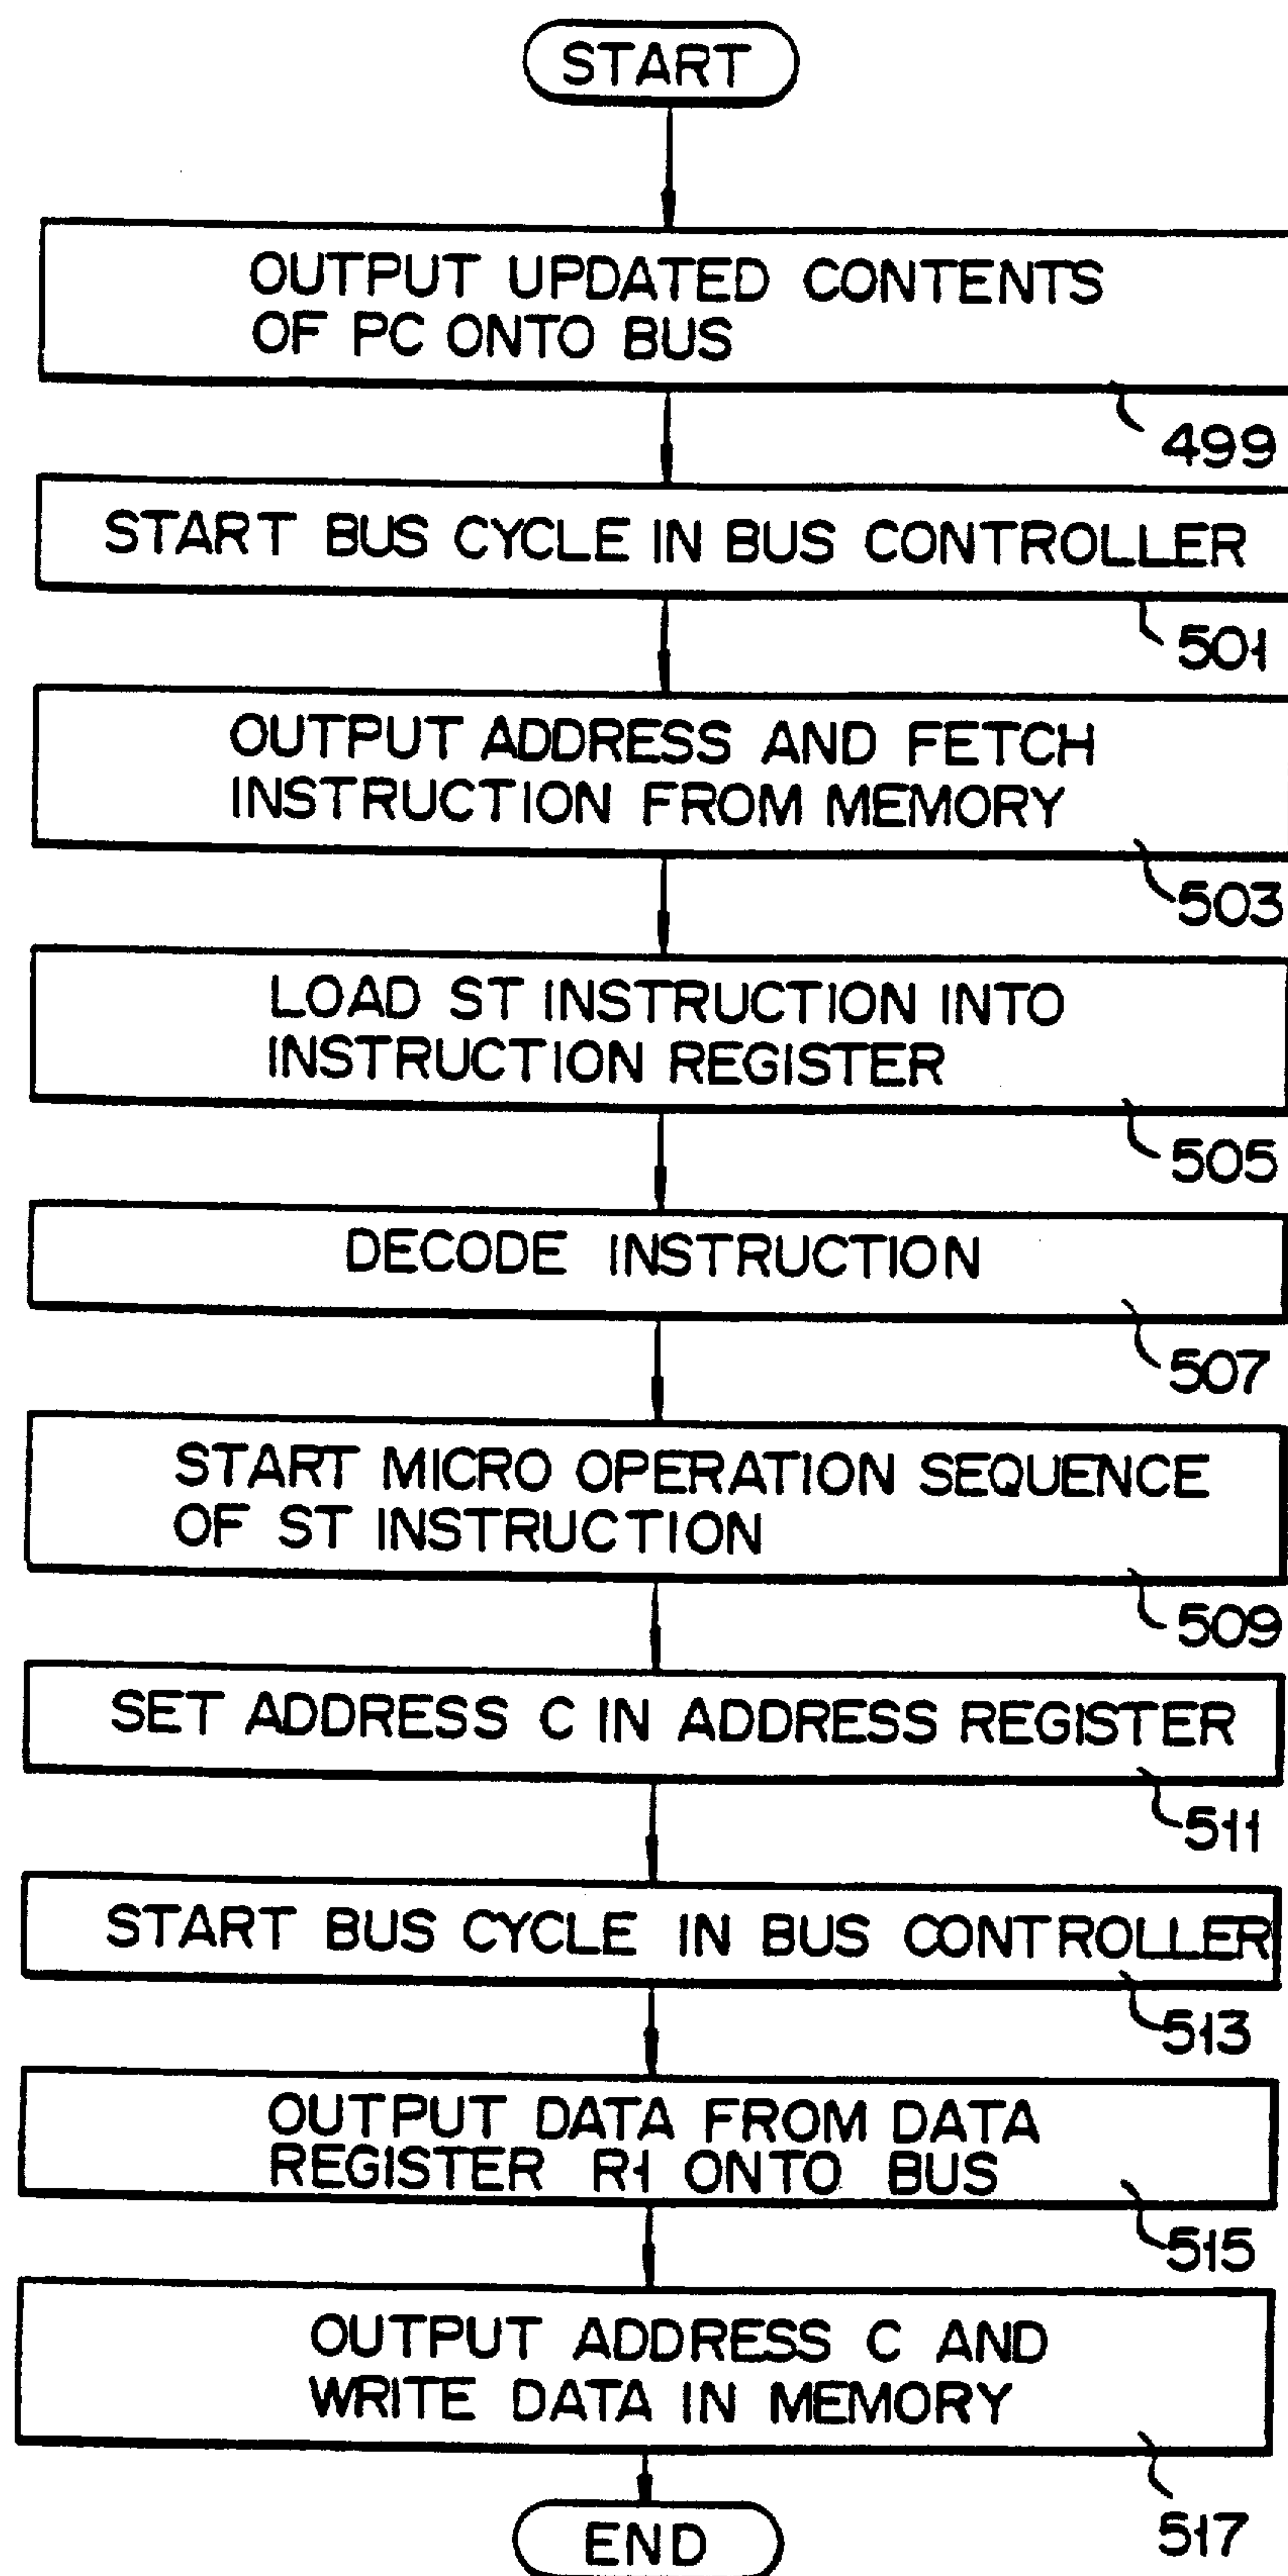 START
OUTPUT UPDATED CONTENTS
OF PC ONTO BUS
499
START BUS CYCLE IN BUS CONTROLLER
501
OUTPUT ADDRESS AND FETCH
INSTRUCTION FROM MEMORY
503
LOAD ST INSTRUCTION INTO
INSTRUCTION REGISTER
505
DECODE INSTRUCTION
507
START MICRO OPERATION SEQUENCE
OF ST INSTRUCTION
509
SET ADDRESS C IN ADDRESS REGISTER
511
START BUS CYCLE IN BUS CONTROLLER
513
OUTPUT DATA FROM DATA
REGISTER R1 ONTO BUS
515
OUTPUT ADDRESS C AND
WRITE DATA IN MEMORY
517
END